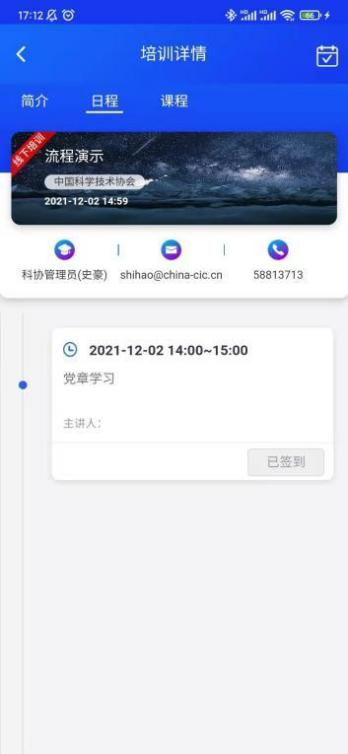 17:12
培训详情
简介 日程 课程
线下培训
流程演示
中国科学技术协会
2021-12-02 14:59
科协管理员(史豪) shihao@china-cic.cn 58813713
2021-12-02 14:00~15:00
党章学习
主讲人:
已签到